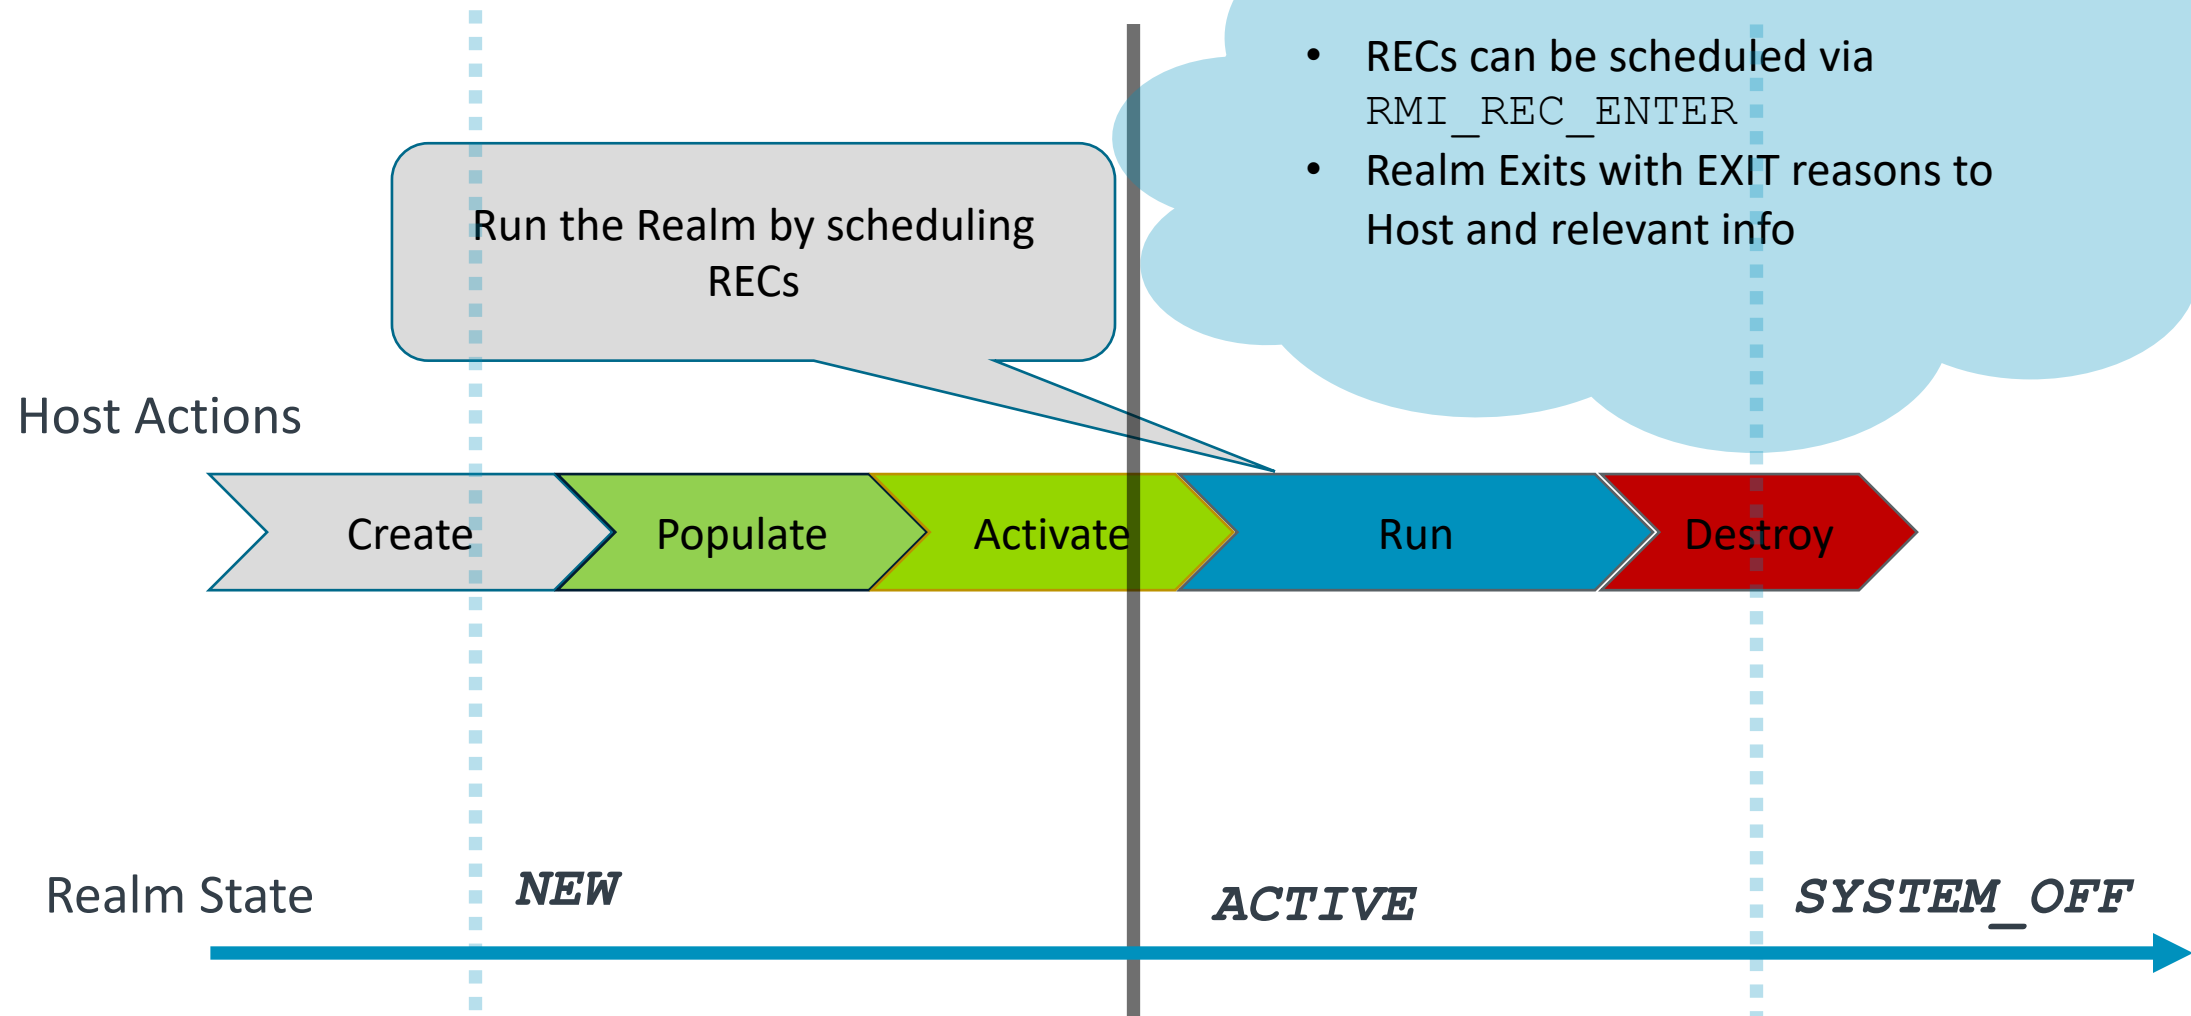 • RECs can be scheduled via
RMI_REC_ENTER
• Realm Exits with EXIT reasons to
Host and relevant info
Run the Realm by scheduling
RECs
Host Actions
Create
Populate
Activate
Run
Destroy
Realm State
NEW
ACTIVE
SYSTEM_OFF